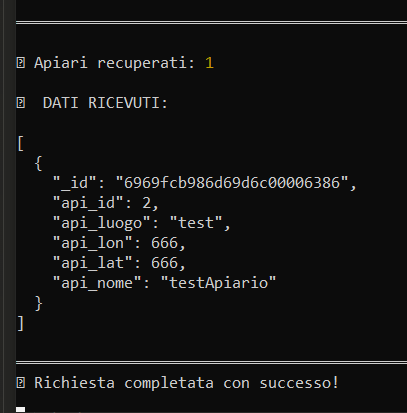 Apiari recuperati: 1
DATI RICEVUTI:
[
  {
    "_id": "6969fcb986d69d6c00006386",
    "api_id": 2,
    "api_luogo": "test",
    "api_lon": 666,
    "api_lat": 666,
    "api_nome": "testApiario"
  }
]
Richiesta completata con successo!